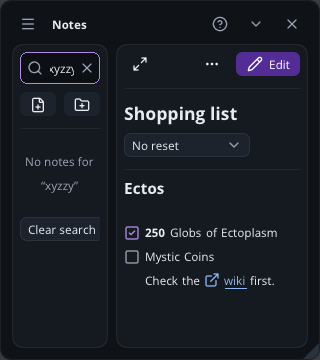 Notes
xyzzy
Edit
No notes for
“xyzzy”
Clear search
Shopping list
No reset
Ectos
250 Globs of Ectoplasm
Mystic Coins
Check the wiki first.